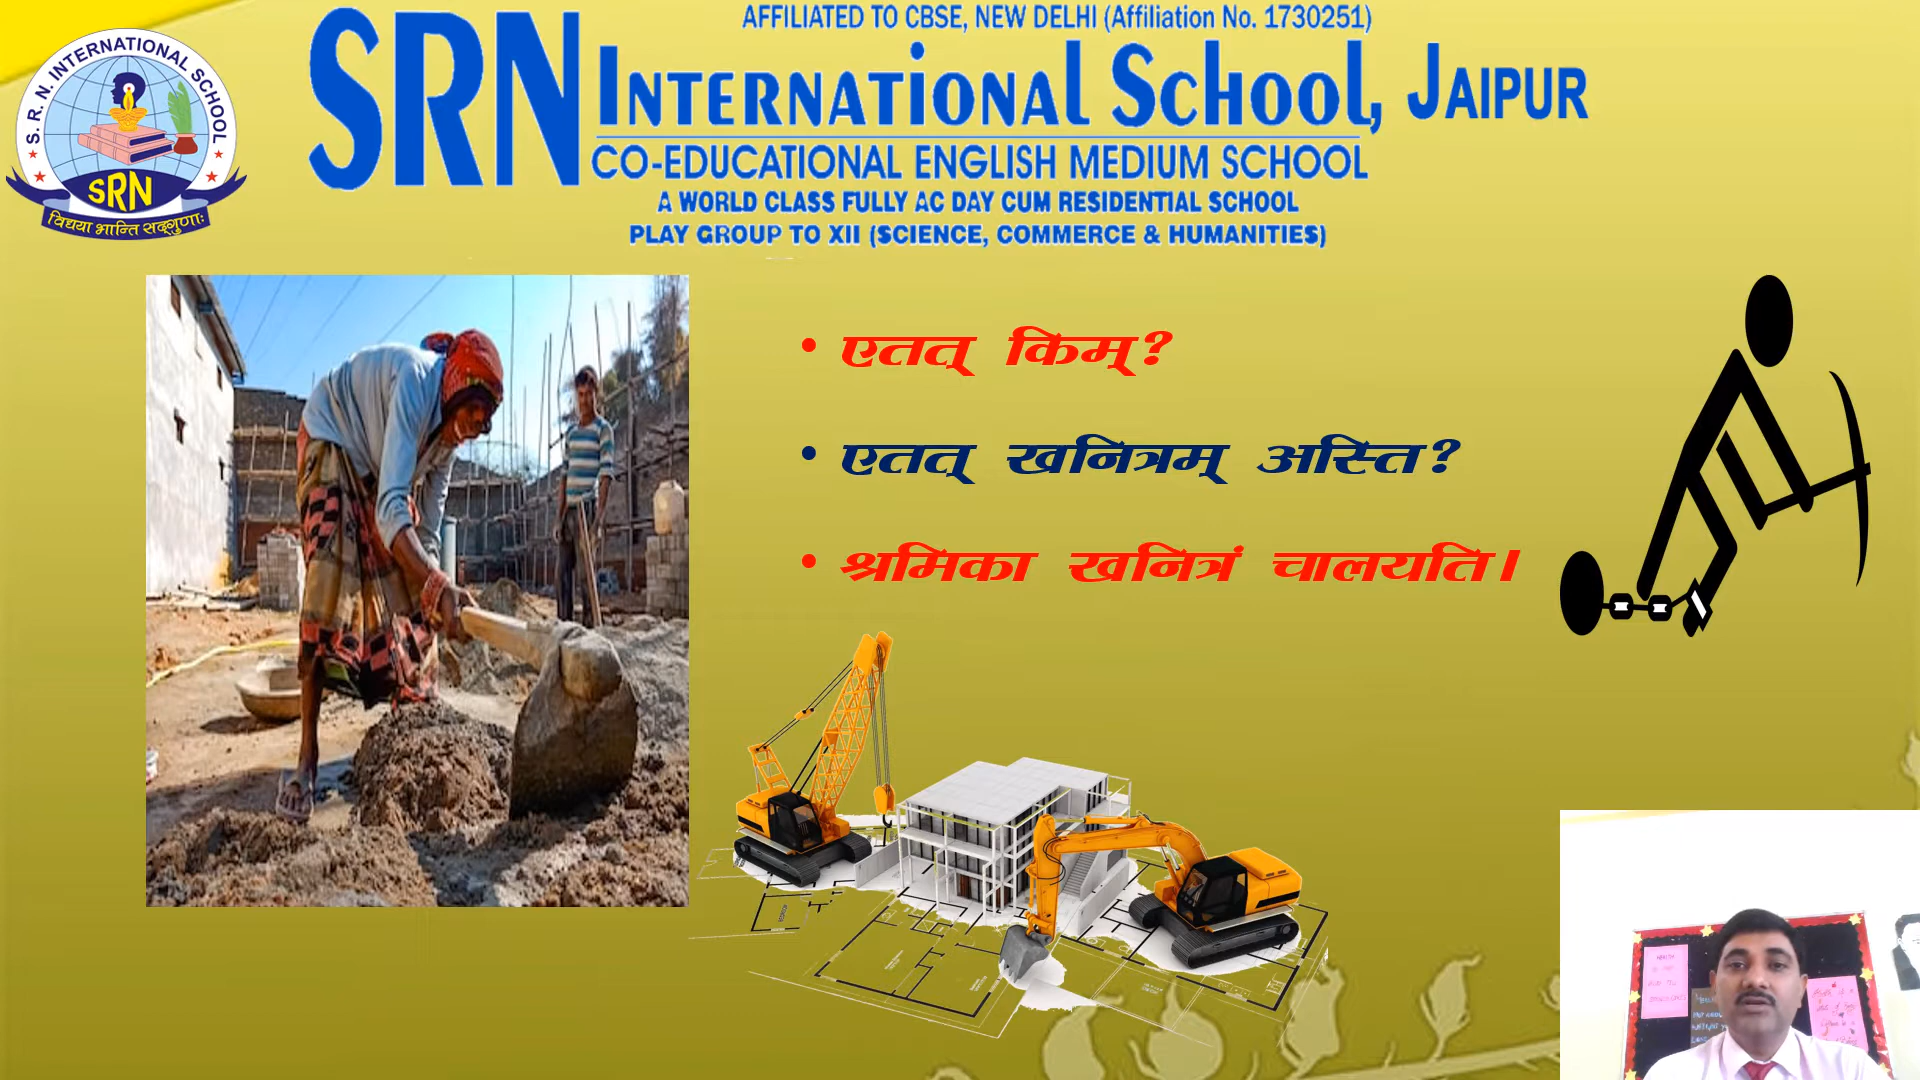 AFFILIATED TO CBSE, NEW DELHI (Affiliation No. 1730251)
SRN INTERNATIONAL SCHOOL, JAIPUR
CO-EDUCATIONAL ENGLISH MEDIUM SCHOOL
A WORLD CLASS FULLY AC DAY CUM RESIDENTIAL SCHOOL
PLAY GROUP TO XII (SCIENCE, COMMERCE & HUMANITIES)
S. R. N. INTERNATIONAL SCHOOL
SRN
विद्यया भान्ति सद्गुणाः
• एतत् किम्?
• एतत् खनित्रम् अस्ति?
• श्रमिका खनित्रं चालयति।